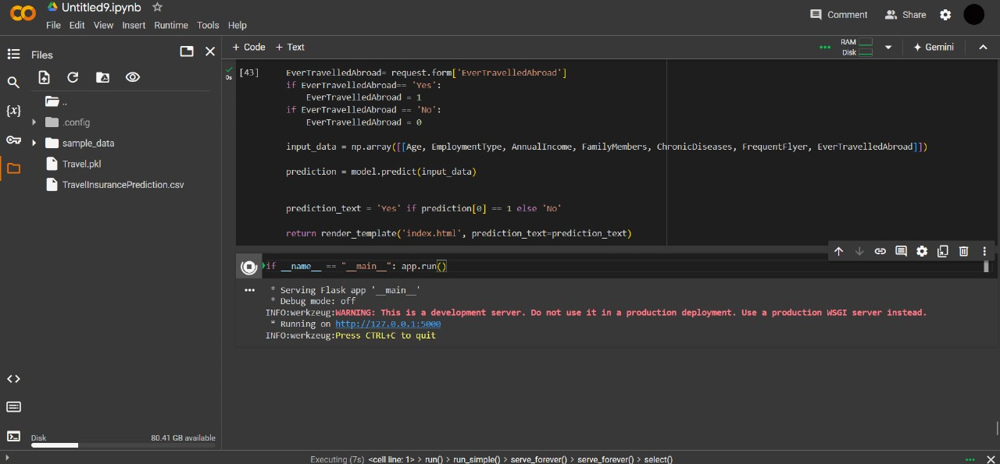 Untitled9.ipynb
File Edit View Insert Runtime Tools Help
Comment Share
Files
+ Code + Text
RAM
Disk
Gemini
..
.config
sample_data
Travel.pkl
TravelInsurancePrediction.csv
0s
[43]
EverTravelledAbroad= request.form['EverTravelledAbroad']
if EverTravelledAbroad== 'Yes':
EverTravelledAbroad = 1
if EverTravelledAbroad == 'No':
EverTravelledAbroad = 0
input_data = np.array([[Age, EmploymentType, AnnualIncome, FamilyMembers, ChronicDiseases, FrequentFlyer, EverTravelledAbroad]])
prediction = model.predict(input_data)
prediction_text = 'Yes' if prediction[0] == 1 else 'No'
return render_template('index.html', prediction_text=prediction_text)
if __name__ == "__main__": app.run()
* Serving Flask app '__main__'
* Debug mode: off
INFO:werkzeug:WARNING: This is a development server. Do not use it in a production deployment. Use a production WSGI server instead.
* Running on http://127.0.0.1:5000
INFO:werkzeug:Press CTRL+C to quit
Disk 80.41 GB available
Executing (7s) <cell line: 1> > run() > run_simple() > serve_forever() > serve_forever() > select()